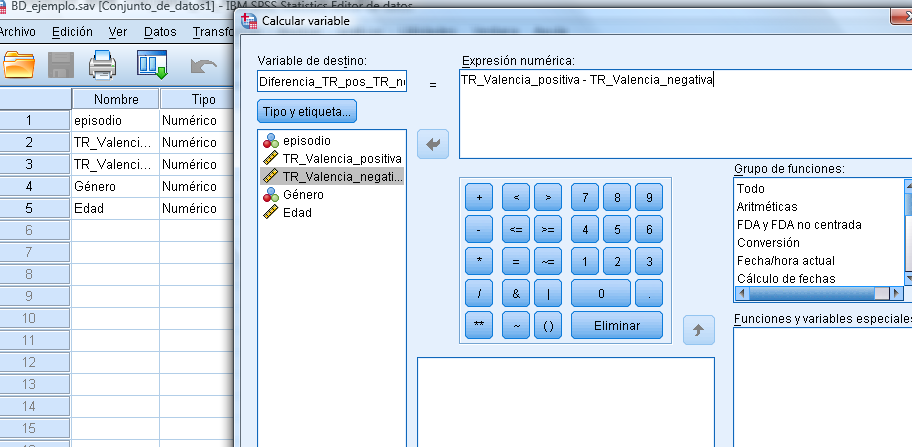 BD_ejemplo.sav [Conjunto_de_datos1] - IBM SPSS Statistics Editor de datos
Archivo Edición Ver Datos Transfo
Nombre Tipo
1 episodio Numérico
2 TR_Valenci... Numérico
3 TR_Valenci... Numérico
4 Género Numérico
5 Edad Numérico
6
7
8
9
10
11
12
13
14
15
Calcular variable
Variable de destino:
Diferencia_TR_pos_TR_n
=
Tipo y etiqueta...
episodio
TR_Valencia_positiva
TR_Valencia_negati...
Género
Edad
Expresión numérica:
TR_Valencia_positiva - TR_Valencia_negativa
+ < > 7 8 9
- <= >= 4 5 6
* = ~= 1 2 3
/ & | 0 .
** ~ ( ) Eliminar
Grupo de funciones:
Todo
Aritméticas
FDA y FDA no centrada
Conversión
Fecha/hora actual
Cálculo de fechas
Funciones y variables especiales